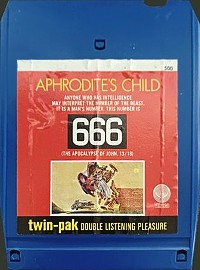 306
APHRODITE'S CHILD
ANYONE WHO HAS INTELLIGENCE
MAY INTERPRET THE NUMBER OF THE BEAST.
IT IS A MAN'S NUMBER. THIS NUMBER IS
666
(THE APOCALYPSE OF JOHN, 13/18)
twin-pak DOUBLE LISTENING PLEASURE